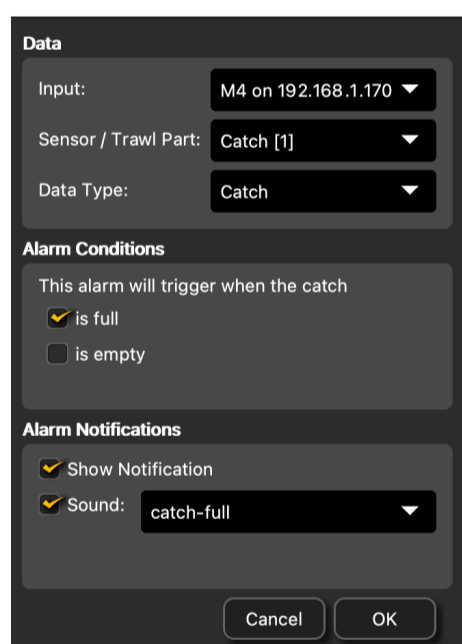 Data
Input: M4 on 192.168.1.170
Sensor / Trawl Part: Catch [1]
Data Type: Catch
Alarm Conditions
This alarm will trigger when the catch
is full
is empty
Alarm Notifications
Show Notification
Sound: catch-full
Cancel OK